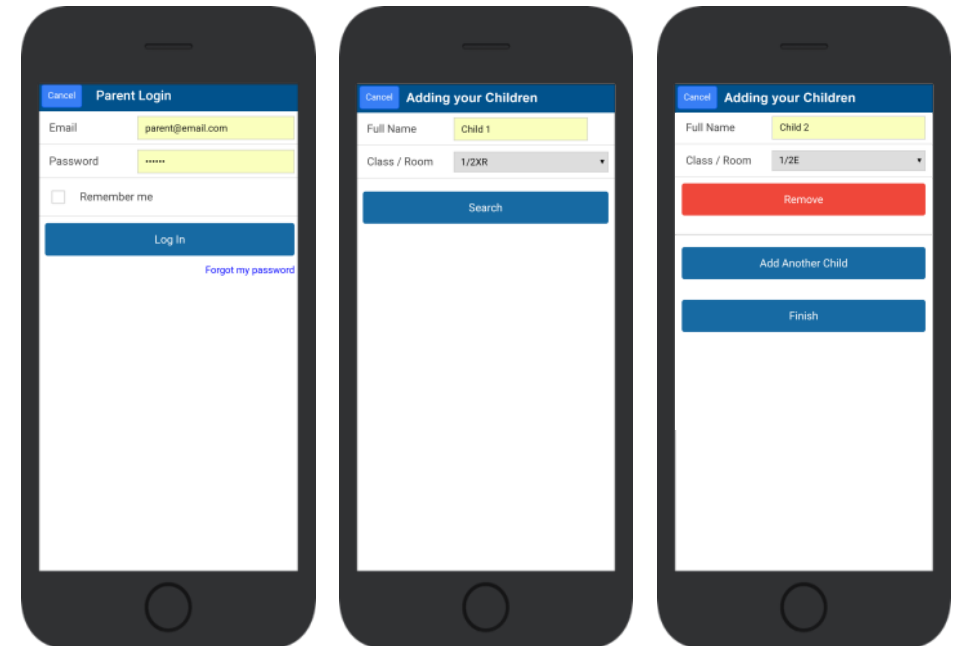 Cancel Parent Login
Email parent@email.com
Password ••••••
Remember me
Log In
Forgot my password
Cancel Adding your Children
Full Name Child 1
Class / Room 1/2XR
Search
Cancel Adding your Children
Full Name Child 2
Class / Room 1/2E
Remove
Add Another Child
Finish